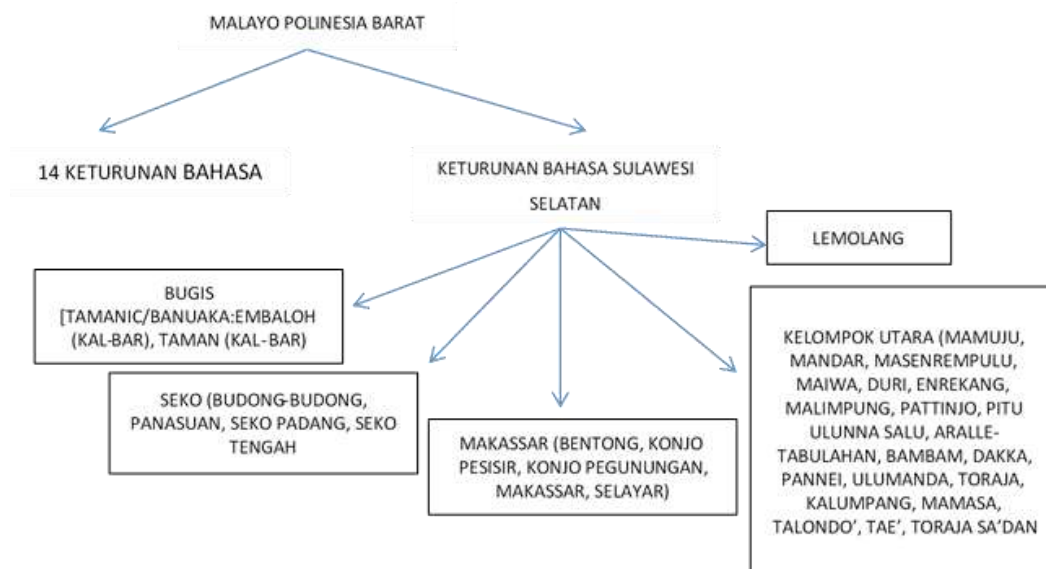 MALAYO POLINESIA BARAT
14 KETURUNAN BAHASA
KETURUNAN BAHASA SULAWESI
SELATAN
LEMOLANG
BUGIS
[TAMANIC/BANUAKA:EMBALOH
(KAL-BAR), TAMAN (KAL-BAR)
SEKO (BUDONG-BUDONG,
PANASUAN, SEKO PADANG, SEKO
TENGAH
MAKASSAR (BENTONG, KONJO
PESISIR, KONJO PEGUNUNGAN,
MAKASSAR, SELAYAR)
KELOMPOK UTARA (MAMUJU,
MANDAR, MASENREMPULU,
MAIWA, DURI, ENREKANG,
MALIMPUNG, PATTINJO, PITU
ULUNNA SALU, ARALLE-
TABULAHAN, BAMBAM, DAKKA,
PANNEI, ULUMANDA, TORAJA,
KALUMPANG, MAMASA,
TALONDO’, TAE’, TORAJA SA’DAN